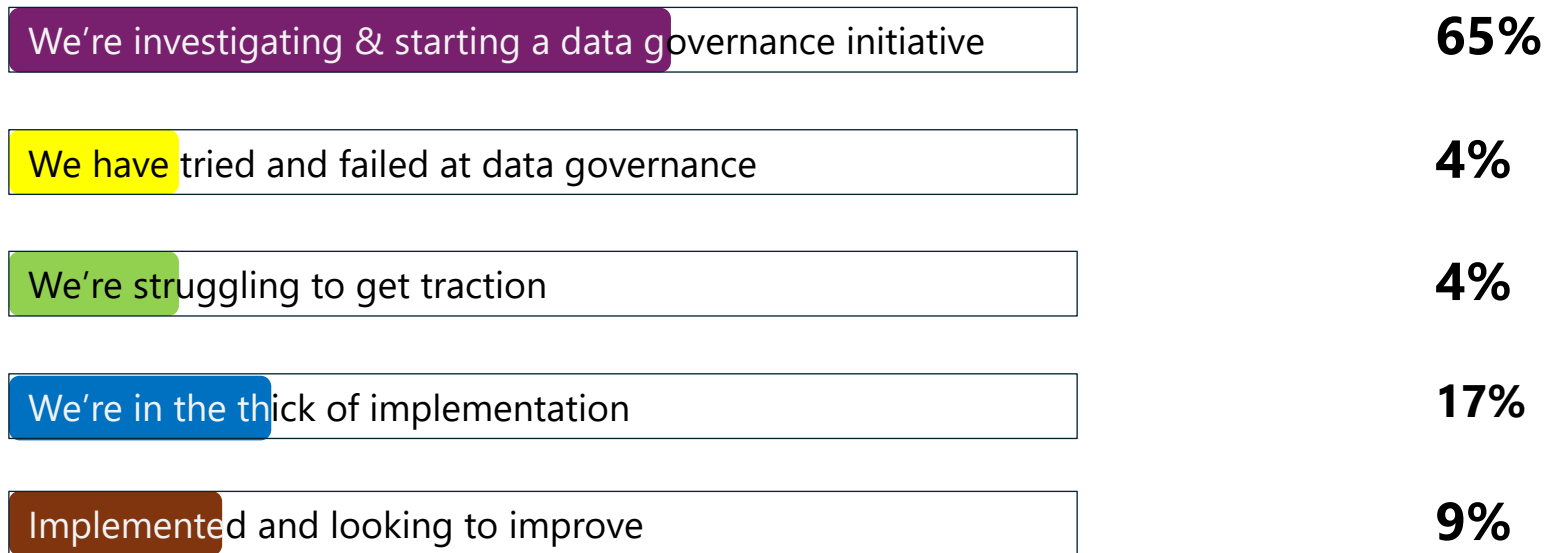 We’re investigating & starting a data governance initiative 65%
We have tried and failed at data governance 4%
We’re struggling to get traction 4%
We’re in the thick of implementation 17%
Implemented and looking to improve 9%